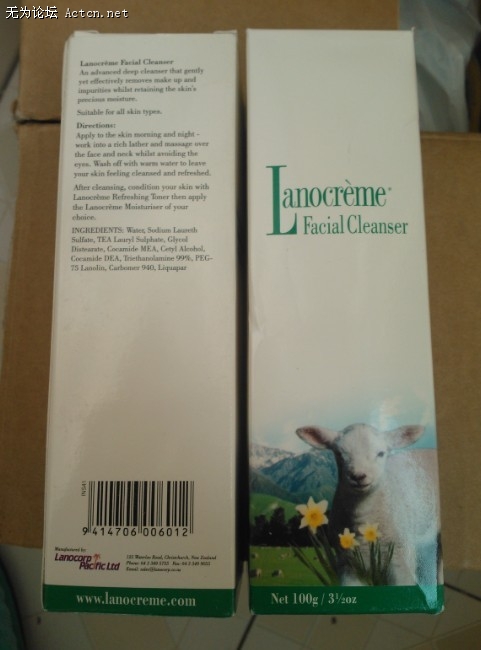 无为论坛 Actcn.net
Lanocrème Facial Cleanser
An advanced deep cleanser that gently
yet effectively removes make up and
impurities whilst retaining the skin's
precious moisture.
Suitable for all skin types.
Directions:
Apply to the skin morning and night -
work into a rich lather and massage over
the face and neck whilst avoiding the
eyes. Wash off with warm water to leave
your skin feeling cleansed and refreshed.
After cleansing, condition your skin with
Lanocrème Refreshing Toner then apply
the Lanocrème Moisturiser of your
choice.
INGREDIENTS: Water, Sodium Laureth
Sulfate, TEA Lauryl Sulphate, Glycol
Distearate, Cocamide MEA, Cetyl Alcohol,
Cocamide DEA, Triethanolamine 99%, PEG-
75 Lanolin, Carbomer 940, Liquapar
9 414706 006012
Manufactured by
Lanocorp
Pacific Ltd
Christchurch, New Zealand
www.lanocreme.com
Lanocrème®
Facial Cleanser
Net 100g / 3½oz